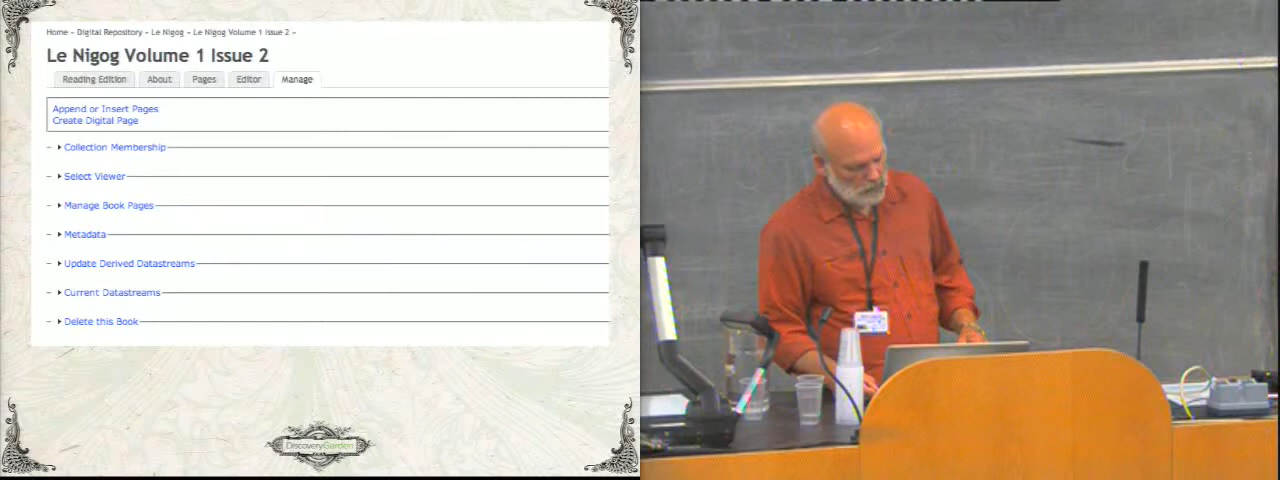 Home » Digital Repository » Le Nigog » Le Nigog Volume 1 Issue 2 »
Le Nigog Volume 1 Issue 2
Reading Edition
About
Pages
Editor
Manage
Append or Insert Pages
Create Digital Page
Collection Membership
Select Viewer
Manage Book Pages
Metadata
Update Derived Datastreams
Current Datastreams
Delete this Book
DiscoveryGarden